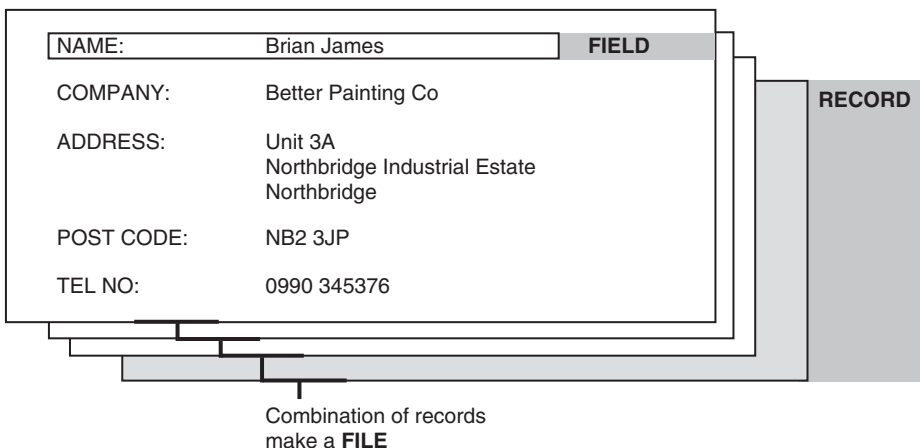 NAME: Brian James FIELD
COMPANY: Better Painting Co
RECORD
ADDRESS: Unit 3A
Northbridge Industrial Estate
Northbridge
POST CODE: NB2 3JP
TEL NO: 0990 345376
Combination of records
make a FILE